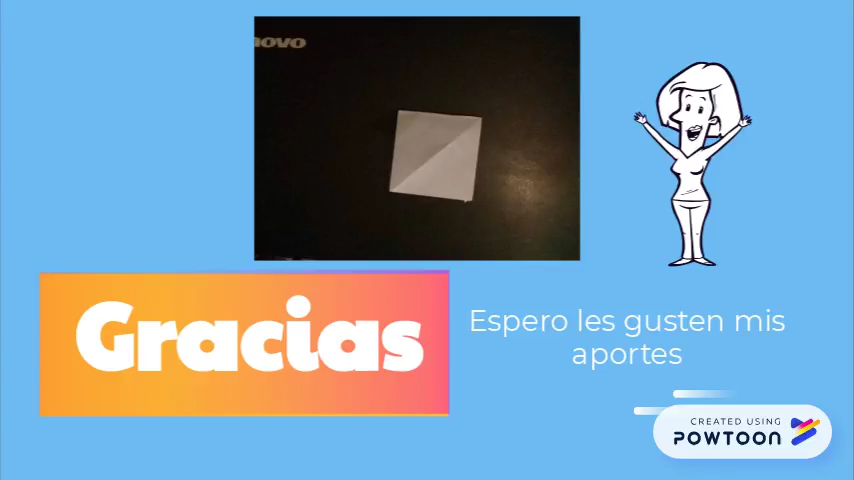 novo
Gracias
Espero les gusten mis
aportes
CREATED USING
POWTOON